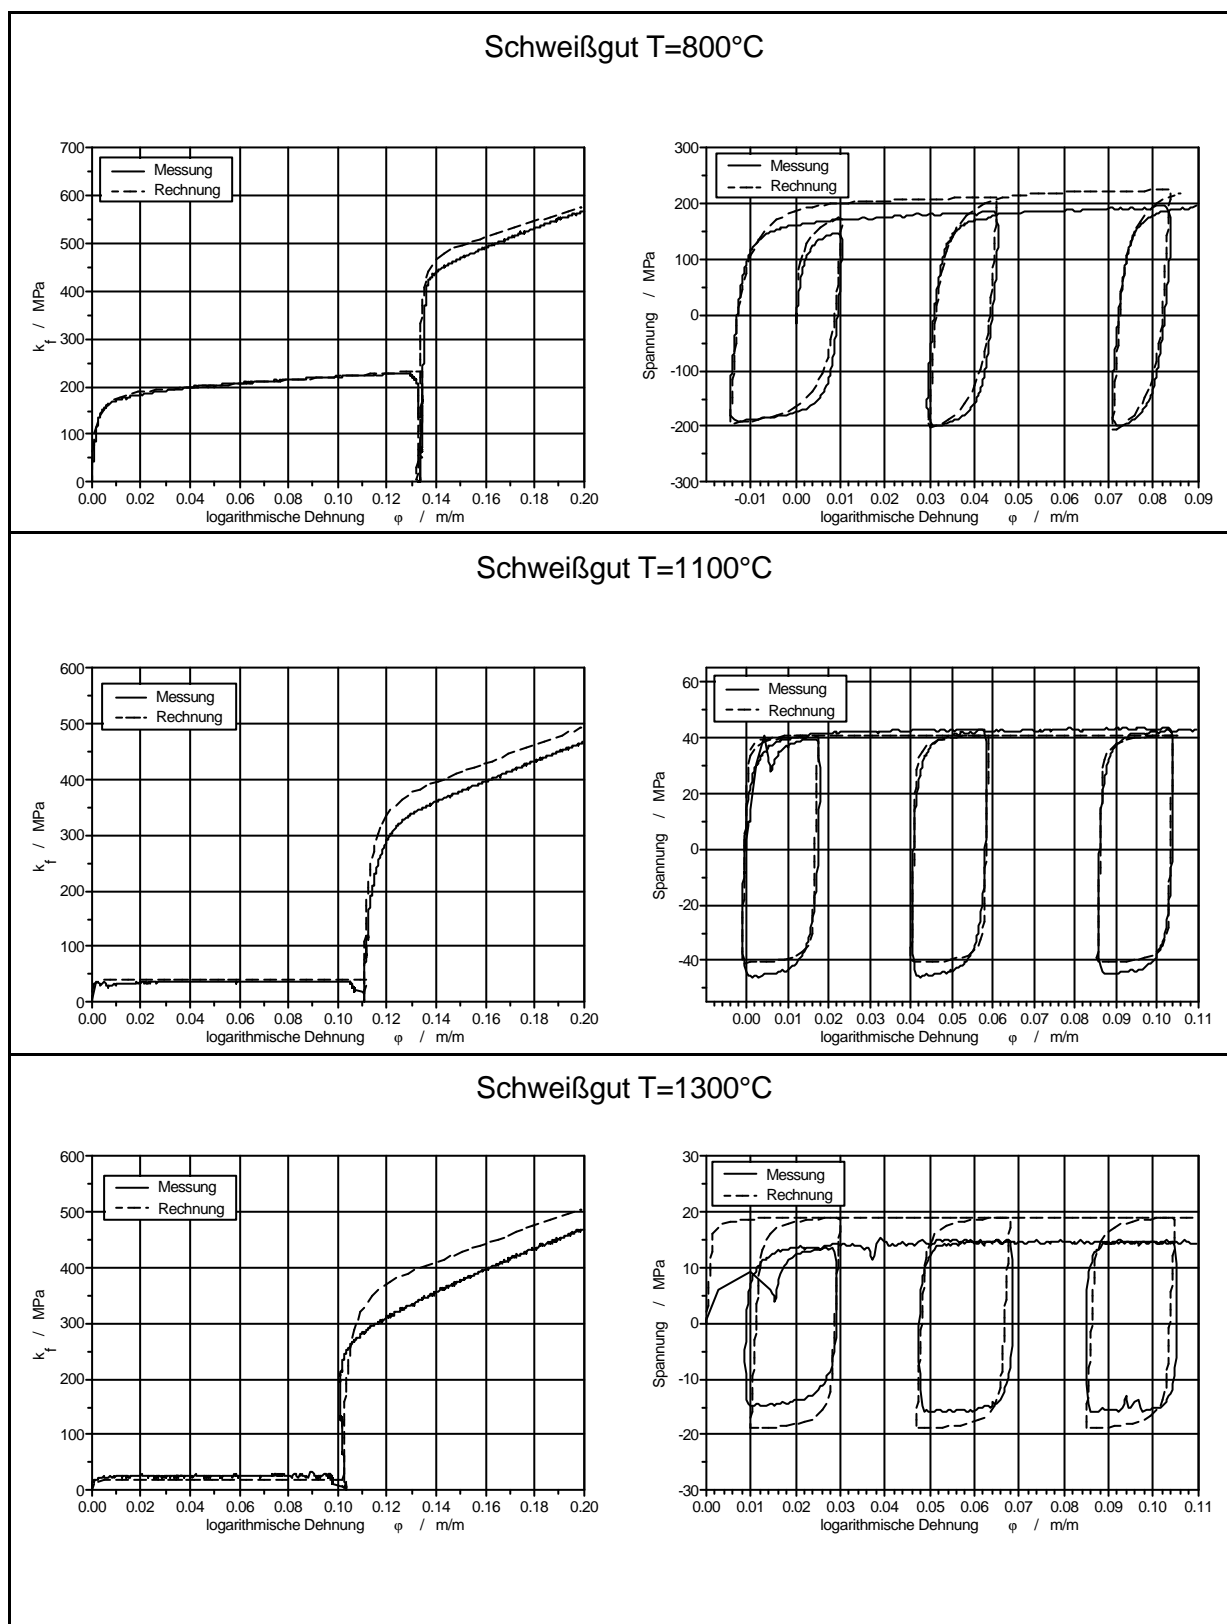 Schweißgut T=800°C
700
600
500
400
300
200
100
0
k_f / MPa
Messung
Rechnung
0.00 0.02 0.04 0.06 0.08 0.10 0.12 0.14 0.16 0.18 0.20
logarithmische Dehnung φ / m/m
300
200
100
0
-100
-200
-300
Spannung / MPa
Messung
Rechnung
-0.01 0.00 0.01 0.03 0.04 0.05 0.06 0.07 0.08 0.09
logarithmische Dehnung φ / m/m
Schweißgut T=1100°C
600
500
400
300
200
100
0
k_f / MPa
Messung
Rechnung
0.00 0.02 0.04 0.06 0.08 0.10 0.12 0.14 0.16 0.18 0.20
logarithmische Dehnung φ / m/m
60
40
20
0
-20
-40
Spannung / MPa
Messung
Rechnung
0.00 0.01 0.02 0.03 0.04 0.05 0.06 0.07 0.08 0.09 0.10 0.11
logarithmische Dehnung φ / m/m
Schweißgut T=1300°C
600
500
400
300
200
100
0
k_f / MPa
Messung
Rechnung
0.00 0.02 0.04 0.06 0.08 0.10 0.12 0.14 0.16 0.18 0.20
logarithmische Dehnung φ / m/m
30
20
10
0
-10
-20
-30
Spannung / MPa
Messung
Rechnung
0.00 0.01 0.02 0.03 0.04 0.05 0.06 0.07 0.08 0.09 0.10 0.11
logarithmische Dehnung φ / m/m